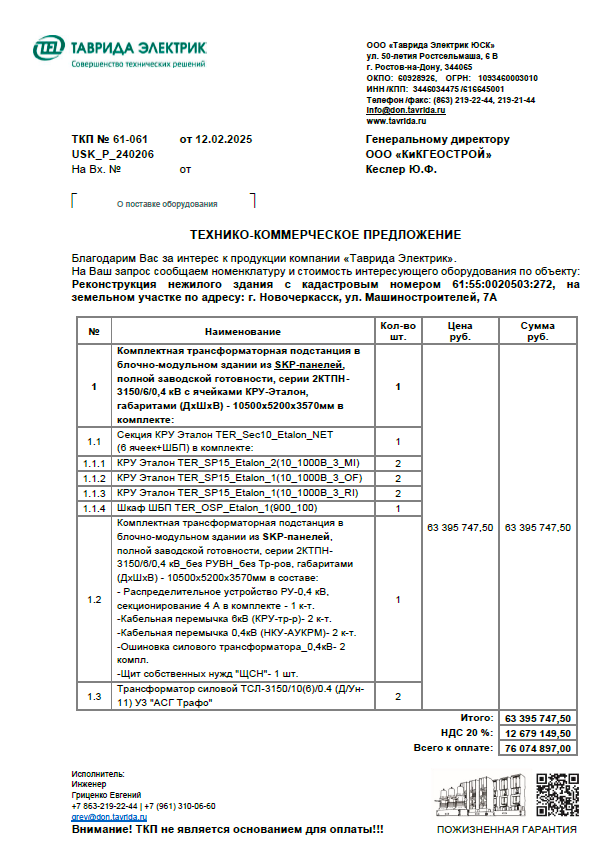 ТАВРИДА ЭЛЕКТРИК
Совершенство технических решений
ООО «Таврида Электрик ЮСК»
ул. 50-летия Ростсельмаша, 6 В
г. Ростов-на-Дону, 344065
ОКПО: 60928926, ОГРН: 1093460003010
ИНН /КПП: 3446034475 /616645001
Телефон /факс: (863) 219-22-44, 219-21-44
info@don.tavrida.ru
www.tavrida.ru
ТКП № 61-061 от 12.02.2025
USK_P_240206
На Вх. № от
Генеральному директору
ООО «КиКГЕОСТРОЙ»
Кеслер Ю.Ф.
О поставке оборудования
ТЕХНИКО-КОММЕРЧЕСКОЕ ПРЕДЛОЖЕНИЕ
Благодарим Вас за интерес к продукции компании «Таврида Электрик».
На Ваш запрос сообщаем номенклатуру и стоимость интересующего оборудования по объекту:
Реконструкция нежилого здания с кадастровым номером 61:55:0020503:272, на
земельном участке по адресу: г. Новочеркасск, ул. Машиностроителей, 7А
№ Наименование Кол-во шт. Цена руб. Сумма руб.
1
Комплектная трансформаторная подстанция в
блочно-модульном здании из SKP-панелей,
полной заводской готовности, серии 2КТПН-
3150/6/0,4 кВ с ячейками КРУ-Эталон,
габаритами (ДхШхВ) - 10500х5200х3570мм в
комплекте:
1
1.1 Секция КРУ Эталон TER_Sec10_Etalon_NET
(6 ячеек+ШБП) в комплекте: 1
1.1.1 КРУ Эталон TER_SP15_Etalon_2(10_1000B_3_MI) 2
1.1.2 КРУ Эталон TER_SP15_Etalon_1(10_1000B_3_OF) 2
1.1.3 КРУ Эталон TER_SP15_Etalon_1(10_1000B_3_RI) 2
1.1.4 Шкаф ШБП TER_OSP_Etalon_1(900_100) 1
63 395 747,50 63 395 747,50
1.2
Комплектная трансформаторная подстанция в
блочно-модульном здании из SKP-панелей,
полной заводской готовности, серии 2КТПН-
3150/6/0,4 кВ_без РУВН_без Тр-ров, габаритами
(ДхШхВ) - 10500х5200х3570мм в составе:
- Распределительное устройство РУ-0,4 кВ,
секционирование 4 А в комплекте - 1 к-т.
-Кабельная перемычка 6кВ (КРУ-тр-р)- 2 к-т.
-Кабельная перемычка 0,4кВ (НКУ-АУКРМ)- 2 к-т.
-Ошиновка силового трансформатора_0,4кВ- 2
компл.
-Щит собственных нужд "ЩСН"- 1 шт.
1
1.3 Трансформатор силовой ТСЛ-3150/10(6)/0.4 (Д/Ун-
11) У3 "АСГ Трафо" 2
Итого: 63 395 747,50
НДС 20 %: 12 679 149,50
Всего к оплате: 76 074 897,00
Исполнитель:
Инженер
Гриценко Евгений
+7 863-219-22-44 | +7 (961) 310-06-60
grev@don.tavrida.ru
Внимание! ТКП не является основанием для оплаты!!!
ПОЖИЗНЕННАЯ ГАРАНТИЯ